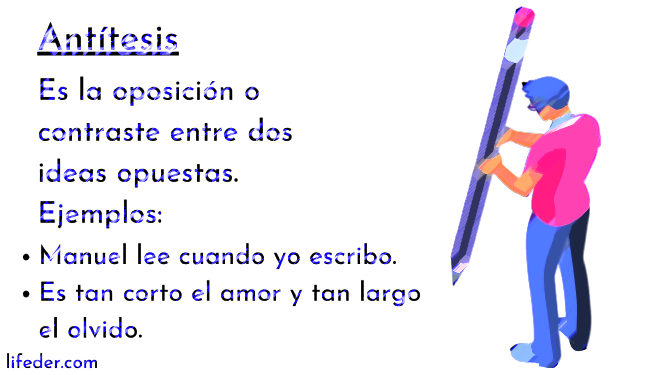 Antítesis
Es la oposición o
contraste entre dos
ideas opuestas.
Ejemplos:
• Manuel lee cuando yo escribo.
• Es tan corto el amor y tan largo
el olvido.
lifeder.com